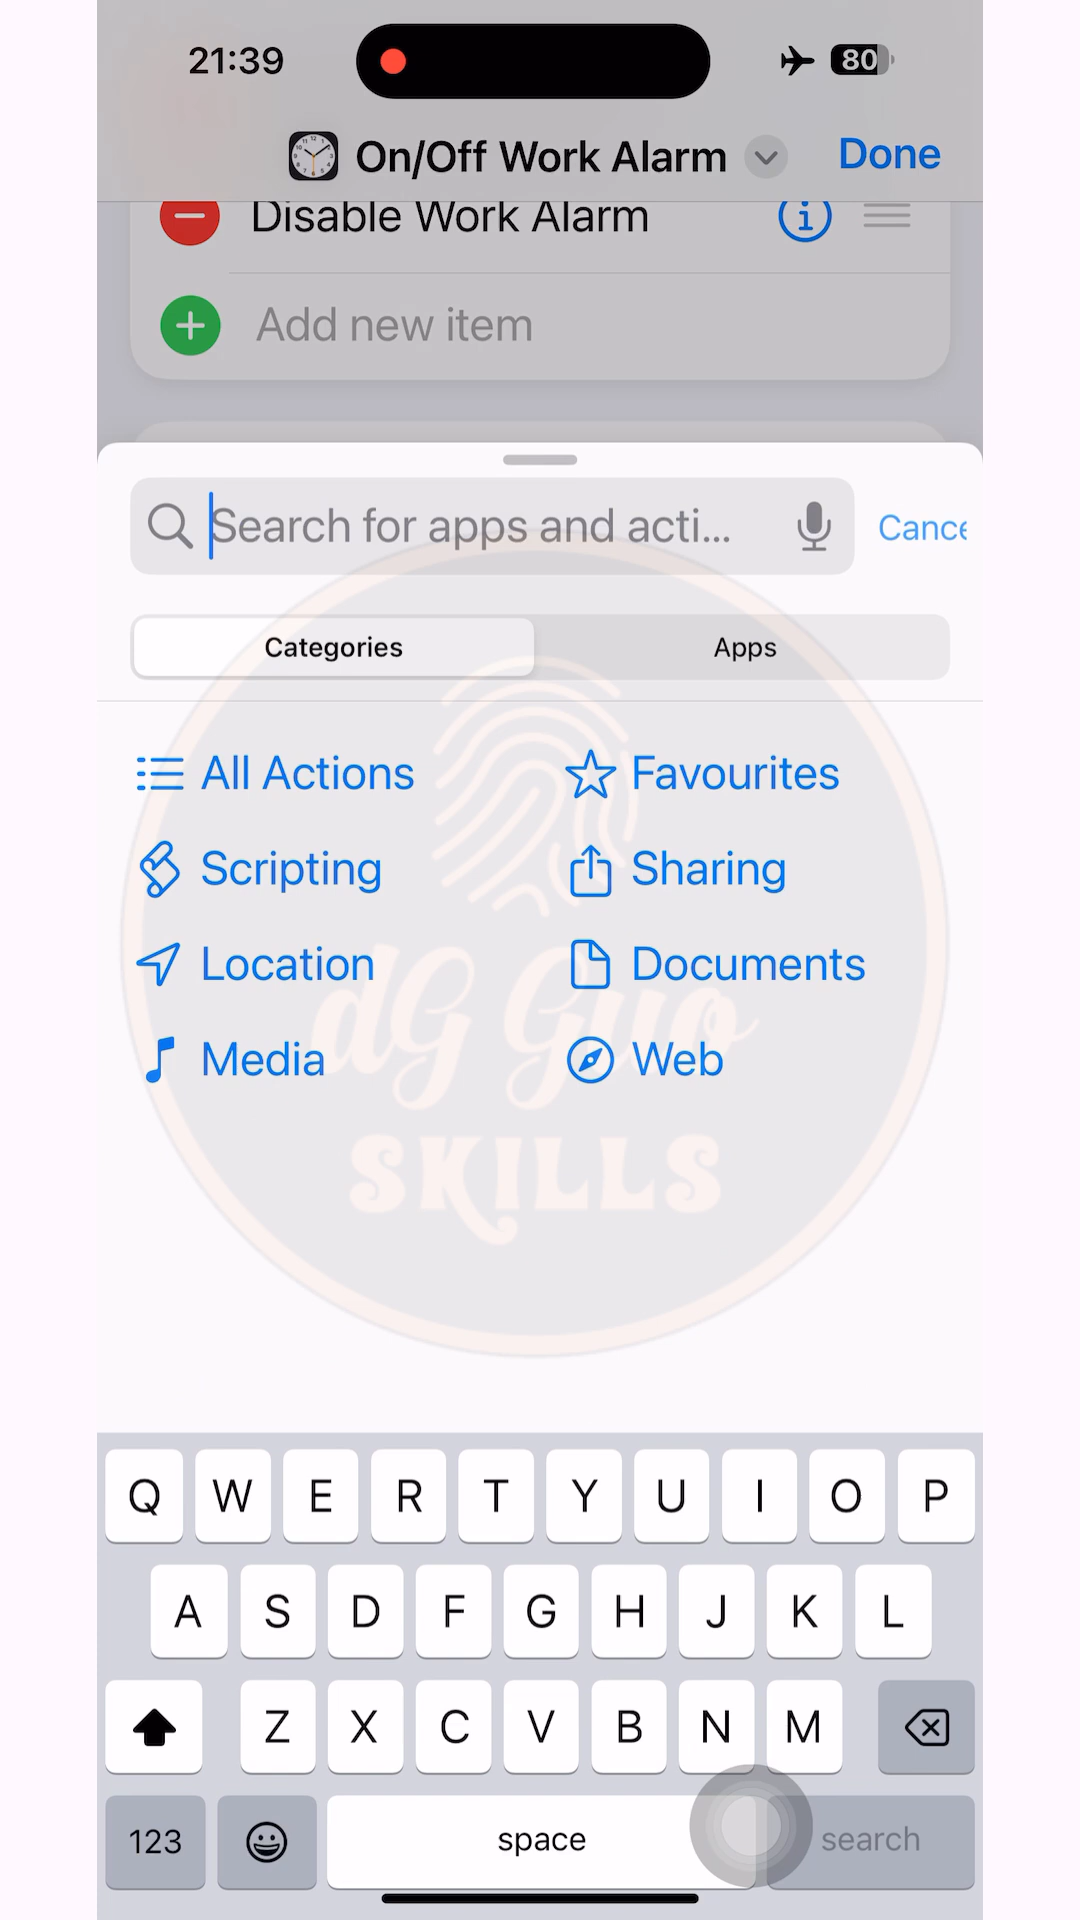 21:39
80
On/Off Work Alarm
Done
Disable Work Alarm
Add new item
Search for apps and acti...
Cance
Categories
Apps
All Actions
Favourites
Scripting
Sharing
Location
Documents
Media
Web
dG Guo
SKILLS
Q W E R T Y U I O P
A S D F G H J K L
Z X C V B N M
123
space
search